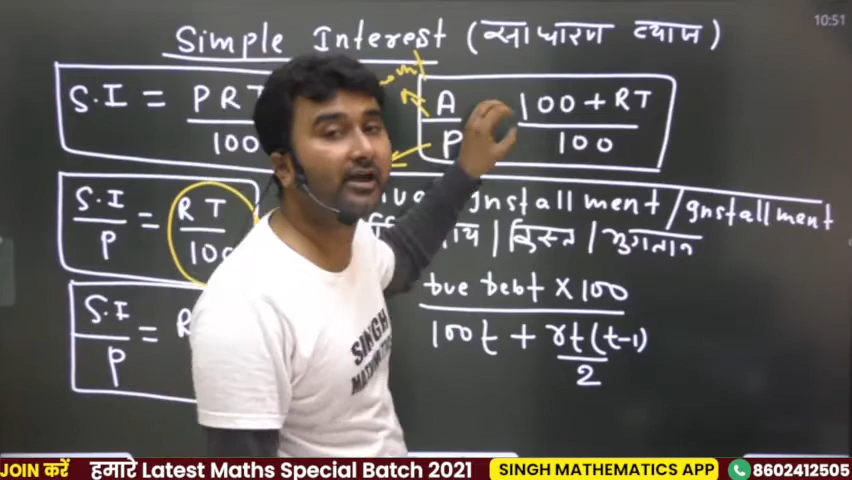 10:51
Simple Interest (साधारण व्याज)
S.I = PRT/100
A/P 100+RT/100
S.I/P = RT/100
Installment/Installment
किस्त/भुगतान
S.I/P = R
Due Debt × 100
100t + rt(t-1)/2
SINGH
JOIN करें हमारे Latest Maths Special Batch 2021 SINGH MATHEMATICS APP 8602412505